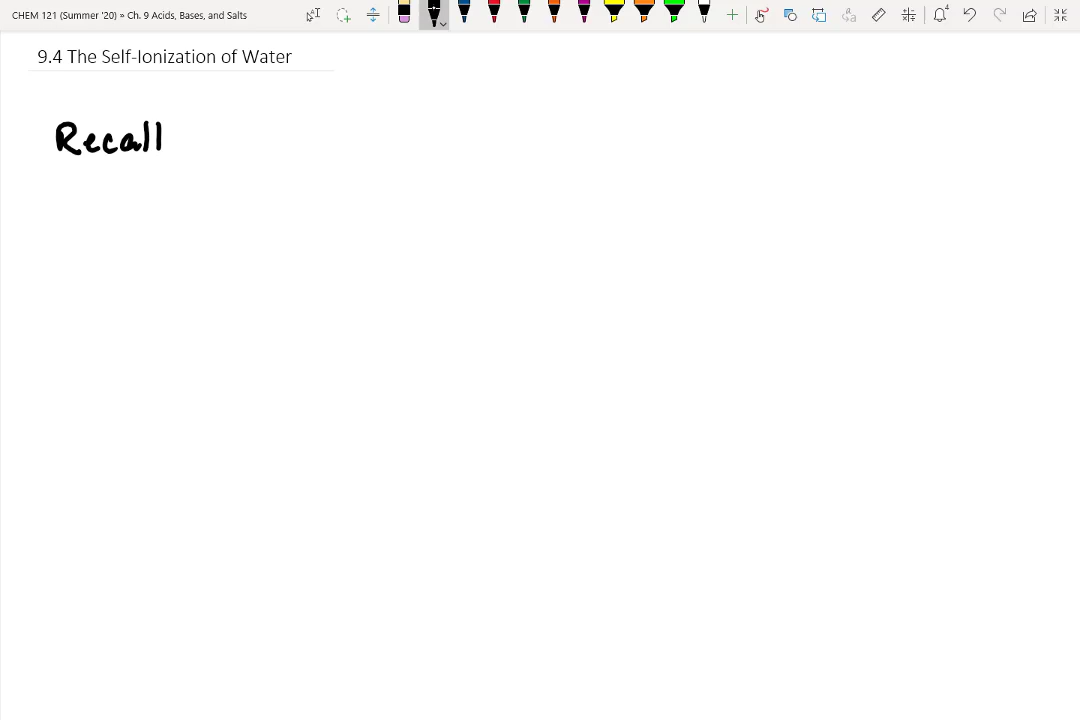 CHEM 121 (Summer '20) » Ch. 9 Acids, Bases, and Salts
9.4 The Self-Ionization of Water
Recall